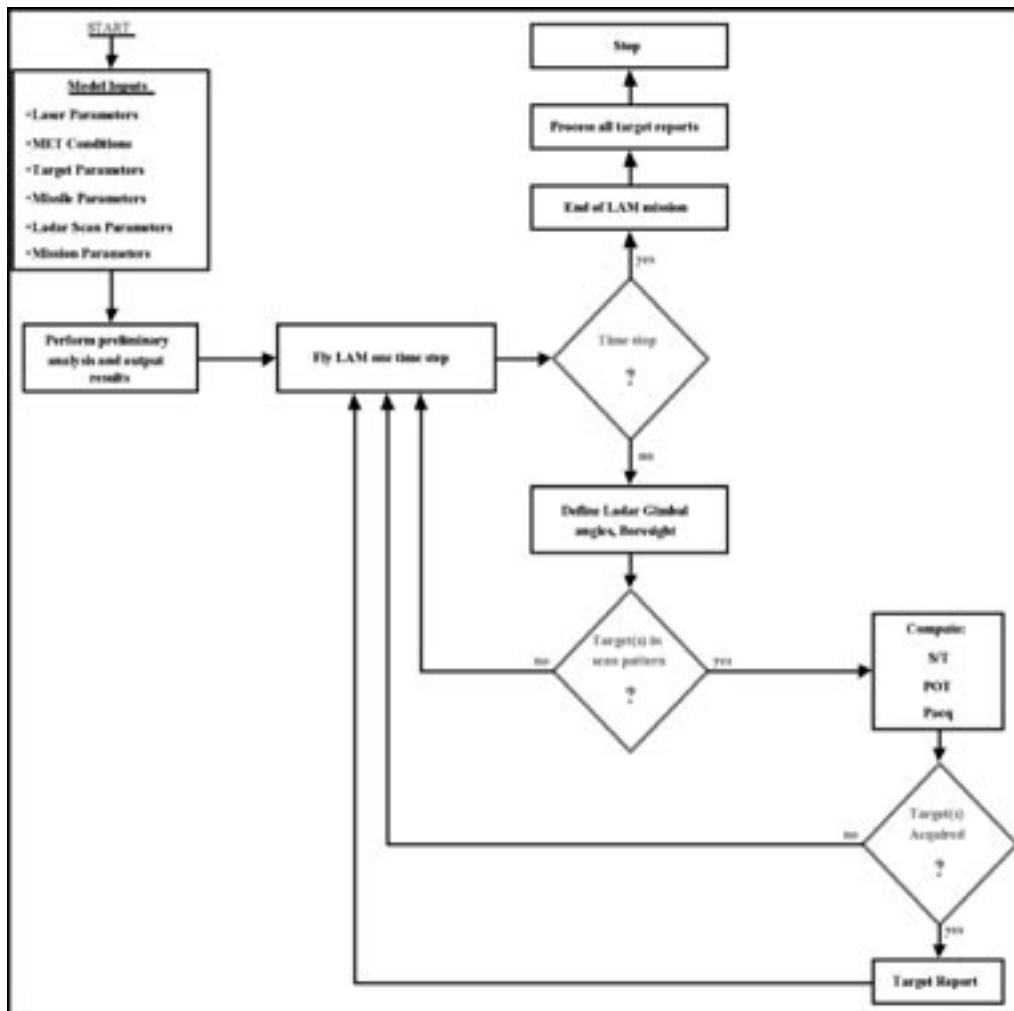 START
Model Inputs
•Laser Parameters
•MET Conditions
•Target Parameters
•Missile Parameters
•Ladar Scan Parameters
•Mission Parameters
Perform preliminary
analysis and output
results
Fly LAM one time step
Time stop
?
yes
End of LAM mission
Process all target reports
Stop
no
Define Ladar Gimbal
angles, Boresight
Target(s) in
scan pattern
?
no
yes
Compute:
S/T
POT
Pacq
Target(s)
Acquired
?
no
yes
Target Report